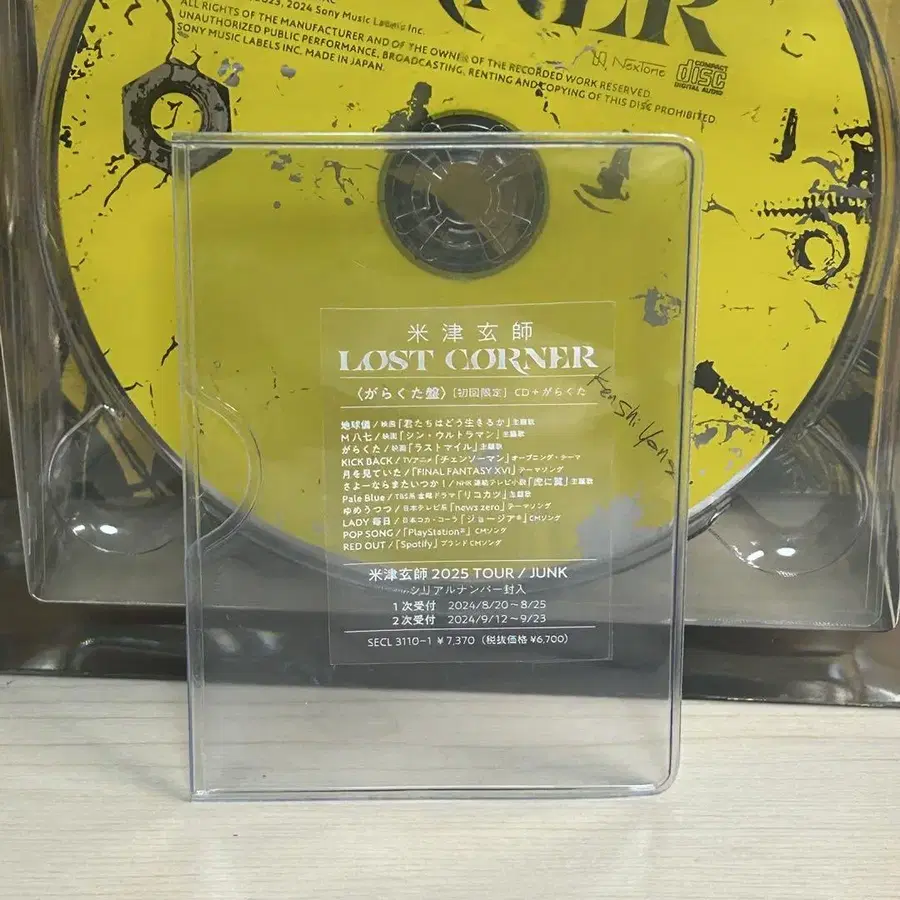 2023, 2024 Sony Music Labels Inc.
ALL RIGHTS OF THE MANUFACTURER AND OF THE OWNER OF THE RECORDED WORK RESERVED.
UNAUTHORIZED PUBLIC PERFORMANCE, BROADCASTING, RENTING AND COPYING OF THIS DISC PROHIBITED
SONY MUSIC LABELS INC. MADE IN JAPAN.
NexTone
COMPACT
disc
DIGITAL AUDIO
米津玄師
LOST CORNER
〈がらくた盤〉[初回限定] CD+がらくた
Kenshi Yone
地球儀/映画「君たちはどう生きるか」主題歌
M八七/映画「シン・ウルトラマン」主題歌
がらくた/映画「ラストマイル」主題歌
KICK BACK/TVアニメ「チェンソーマン」オープニング・テーマ
月を見ていた/「FINAL FANTASY XVI」テーマソング
さよーならまたいつか!/NHK 連続テレビ小説「虎に翼」主題歌
Pale Blue/TBS系 金曜ドラマ「リコカツ」主題歌
ゆめうつつ/日本テレビ系「news zero」テーマソング
LADY 毎日/日本コカ・コーラ「ジョージア®」CMソング
POP SONG/「PlayStation®」CMソング
RED OUT/「Spotify」ブランドCMソング
米津玄師 2025 TOUR / JUNK
シリアルナンバー封入
1次受付 2024/8/20~8/25
2次受付 2024/9/12~9/23
SECL 3110-1 ¥7,370(税抜価格 ¥6,700)